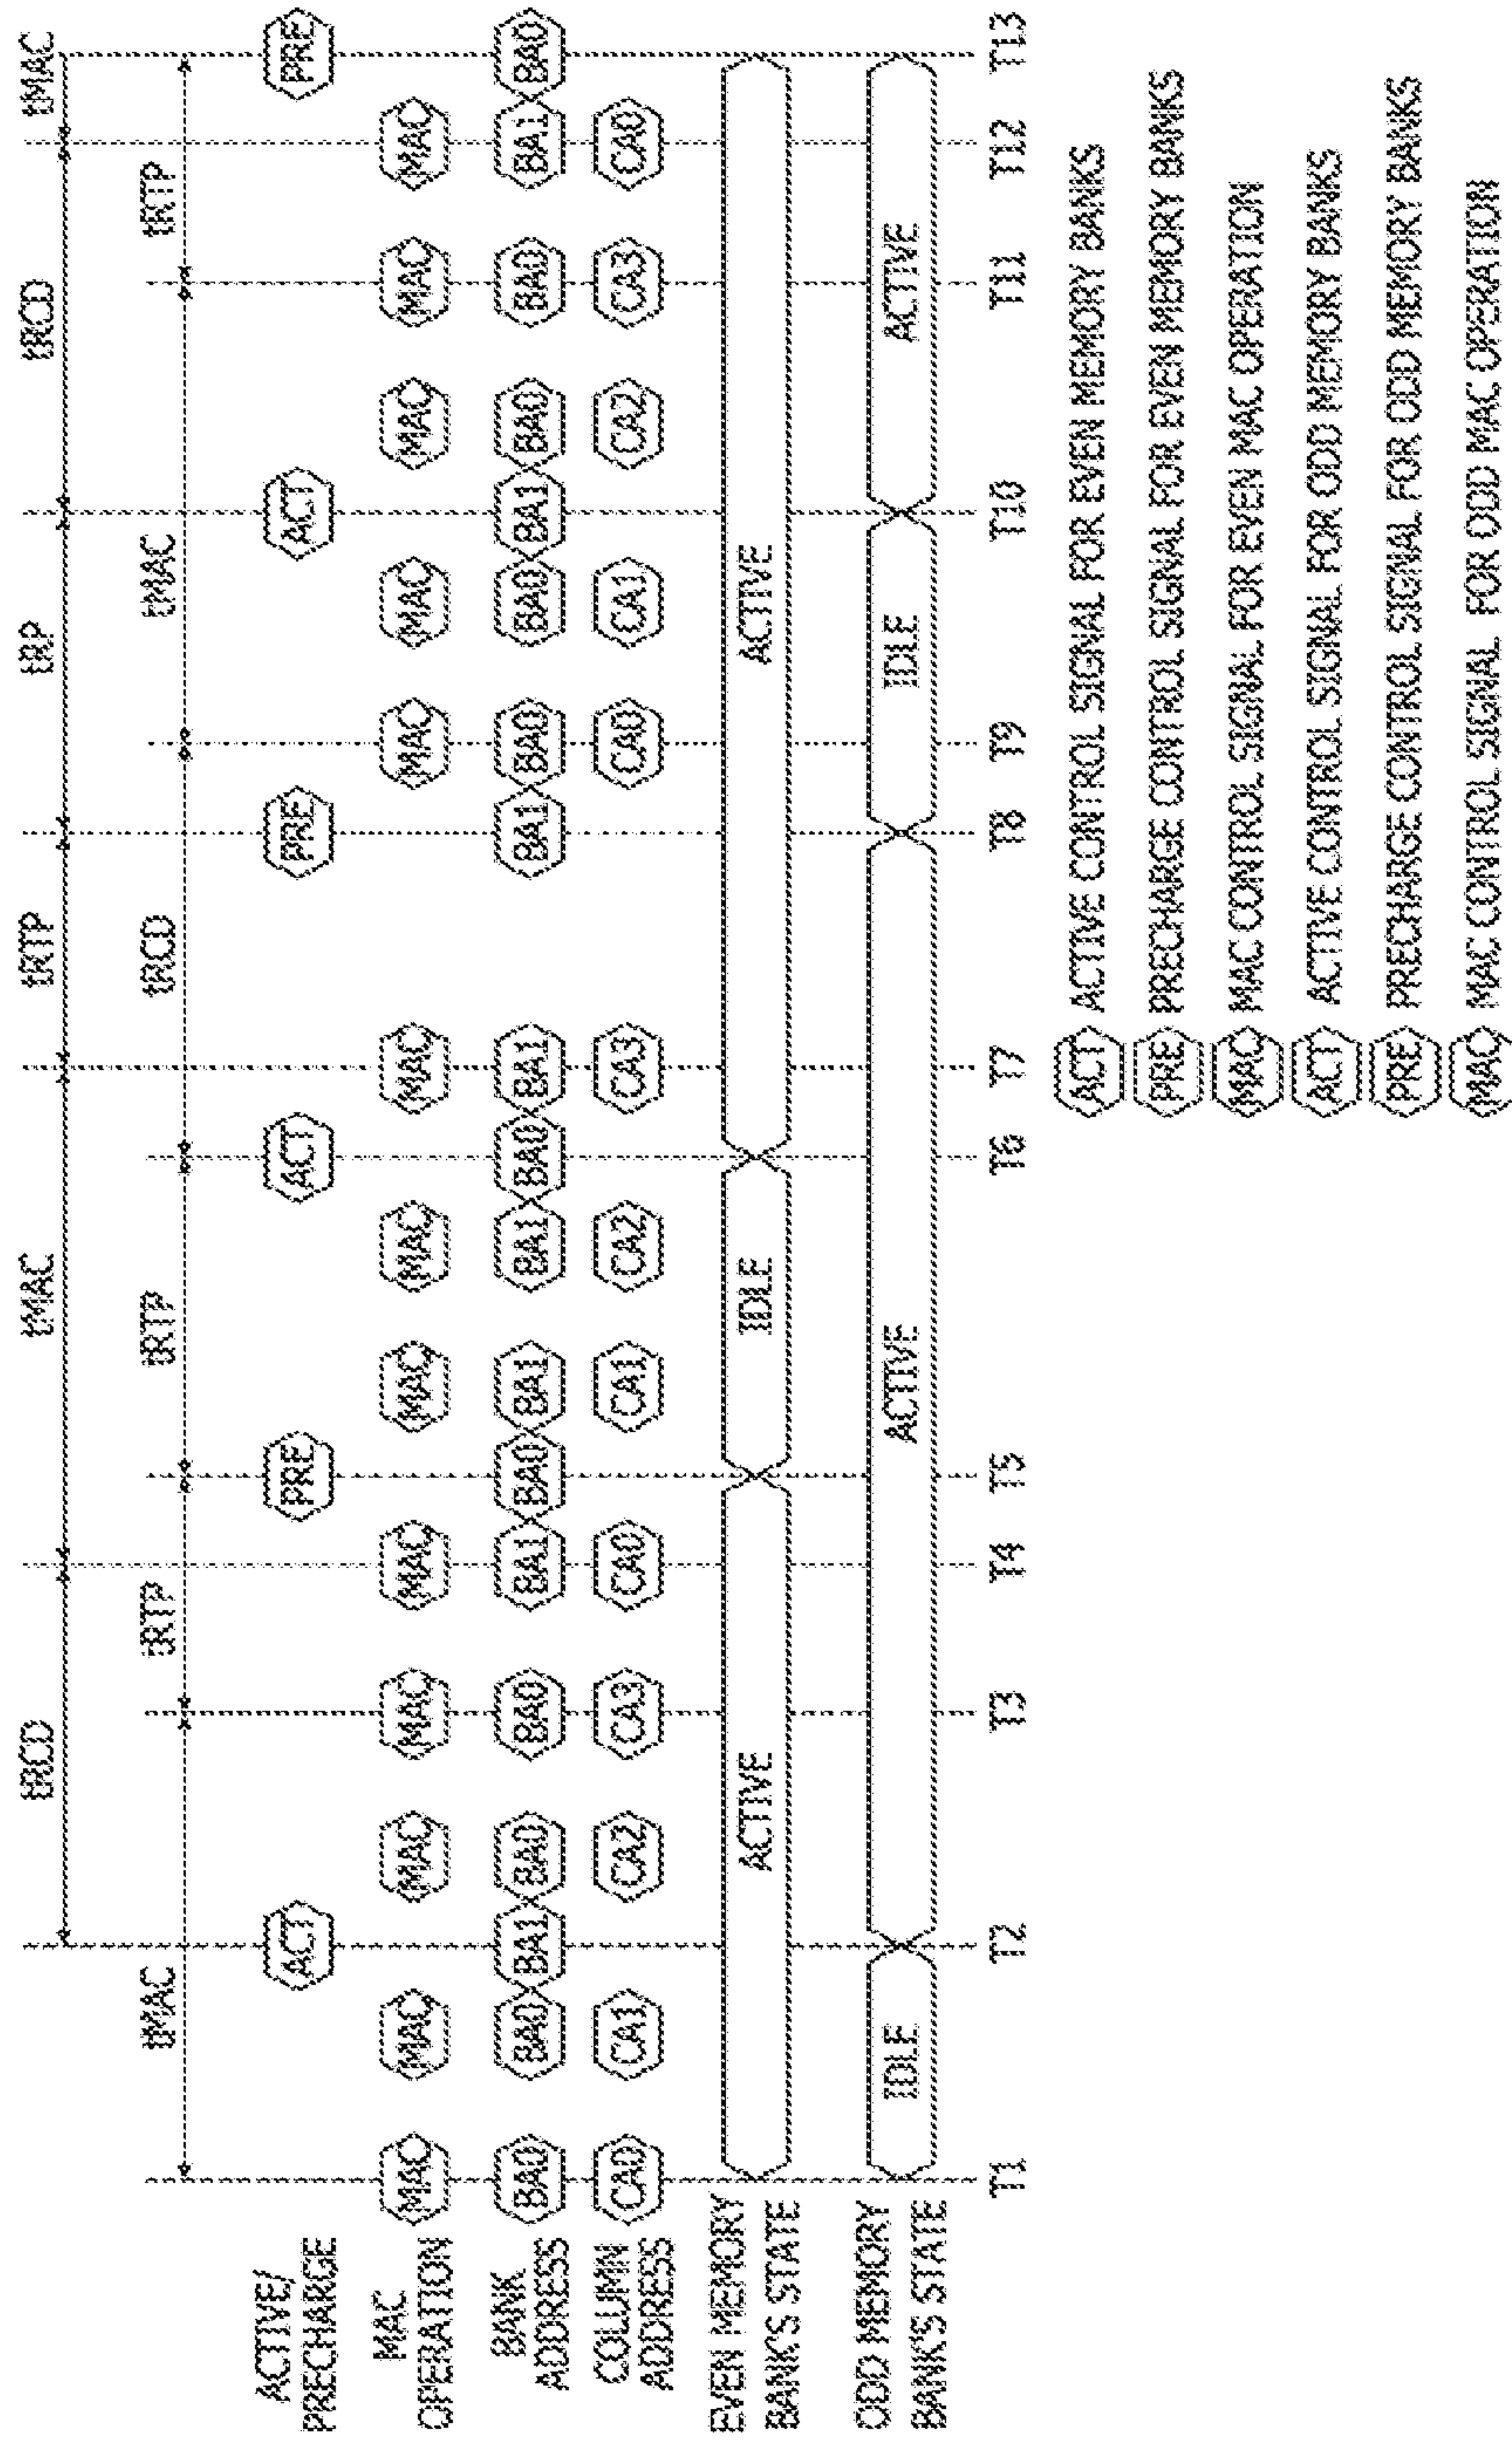 tRCD tMAC tRTP tRP tRCD tMAC
tMAC tRTP tRTP tRCD tMAC tRTP
ACTIVE/
PRECHARGE
ACT PRE ACT PRE ACT PRE
MAC
OPERATION
MAC MAC MAC MAC MAC MAC MAC MAC MAC MAC MAC MAC MAC
BANK
ADDRESS
BA0 BA0 BA1 BA0 BA0 BA1 BA0 BA1 BA1 BA0 BA1 BA1 BA0 BA0 BA1 BA0 BA0 BA1 BA0
COLUMN
ADDRESS
CA0 CA1 CA2 CA3 CA0 CA1 CA2 CA3 CA0 CA1 CA2 CA3 CA0
EVEN MEMORY
BANK'S STATE
ACTIVE IDLE ACTIVE
ODD MEMORY
BANK'S STATE
IDLE ACTIVE IDLE ACTIVE
T1 T2 T3 T4 T5 T6 T7 T8 T9 T10 T11 T12 T13
ACT ACTIVE CONTROL SIGNAL FOR EVEN MEMORY BANKS
PRE PRECHARGE CONTROL SIGNAL FOR EVEN MEMORY BANKS
MAC MAC CONTROL SIGNAL FOR EVEN MAC OPERATION
ACT ACTIVE CONTROL SIGNAL FOR ODD MEMORY BANKS
PRE PRECHARGE CONTROL SIGNAL FOR ODD MEMORY BANKS
MAC MAC CONTROL SIGNAL FOR ODD MAC OPERATION